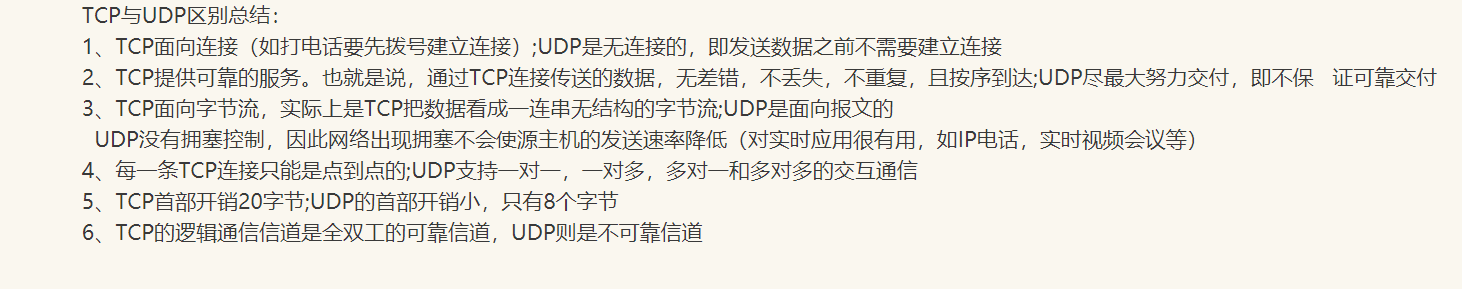 TCP与UDP区别总结：
1、TCP面向连接（如打电话要先拨号建立连接）;UDP是无连接的，即发送数据之前不需要建立连接
2、TCP提供可靠的服务。也就是说，通过TCP连接传送的数据，无差错，不丢失，不重复，且按序到达;UDP尽最大努力交付，即不保 证可靠交付
3、TCP面向字节流，实际上是TCP把数据看成一连串无结构的字节流;UDP是面向报文的
UDP没有拥塞控制，因此网络出现拥塞不会使源主机的发送速率降低（对实时应用很有用，如IP电话，实时视频会议等）
4、每一条TCP连接只能是点到点的;UDP支持一对一，一对多，多对一和多对多的交互通信
5、TCP首部开销20字节;UDP的首部开销小，只有8个字节
6、TCP的逻辑通信信道是全双工的可靠信道，UDP则是不可靠信道